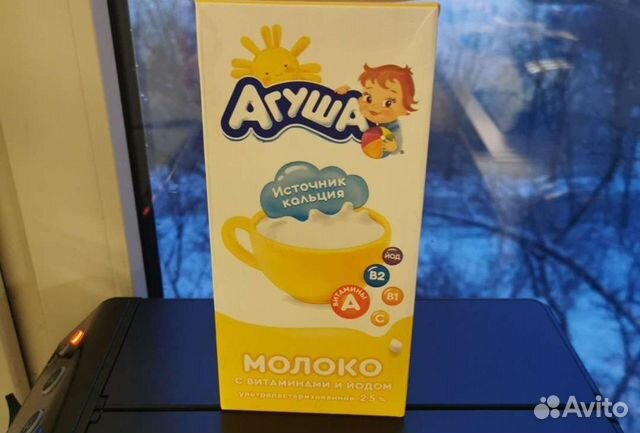 Агуша
Источник
кальция
йод
B2
B1
ВИТАМИНЫ
A
C
МОЛОКО
С ВИТАМИНАМИ И ЙОДОМ
ультрапастеризованное 2,5 %
Avito